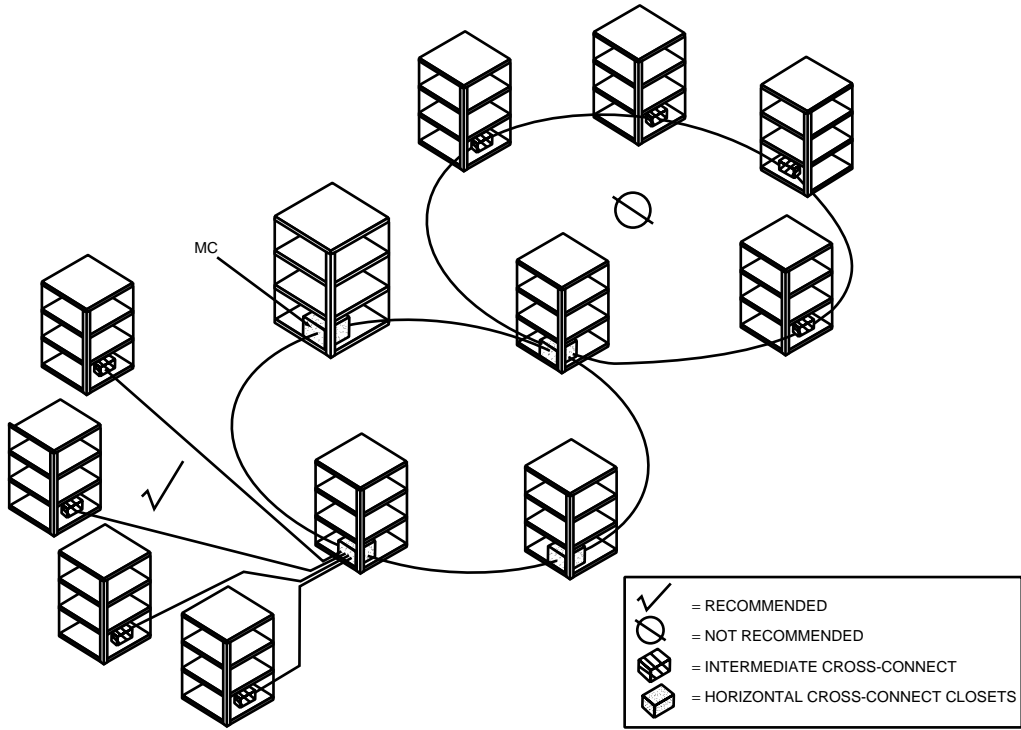 MC
= RECOMMENDED
= NOT RECOMMENDED
= INTERMEDIATE CROSS-CONNECT
= HORIZONTAL CROSS-CONNECT CLOSETS